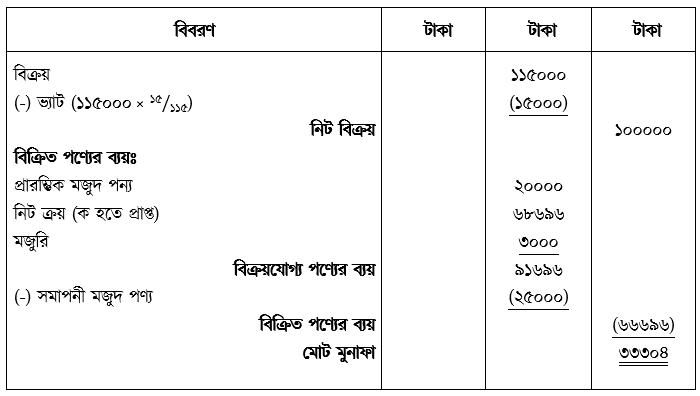 বিবরণ টাকা টাকা টাকা
বিক্রয় ১১৫০০০
(-) ভ্যাট (১১৫০০০ × ১৫/১১৫) (১৫০০০)
নিট বিক্রয় ১০০০০০
বিক্রিত পণ্যের ব্যয়ঃ
প্রারম্ভিক মজুদ পন্য ২০০০০
নিট ক্রয় (ক হতে প্রাপ্ত) ৬৮৬৯৬
মজুরি ৩০০০
বিক্রয়যোগ্য পণ্যের ব্যয় ৯১৬৯৬
(-) সমাপনী মজুদ পণ্য (২৫০০০)
বিক্রিত পণ্যের ব্যয় (৬৬৬৯৬)
মোট মুনাফা ৩৩৩০৪